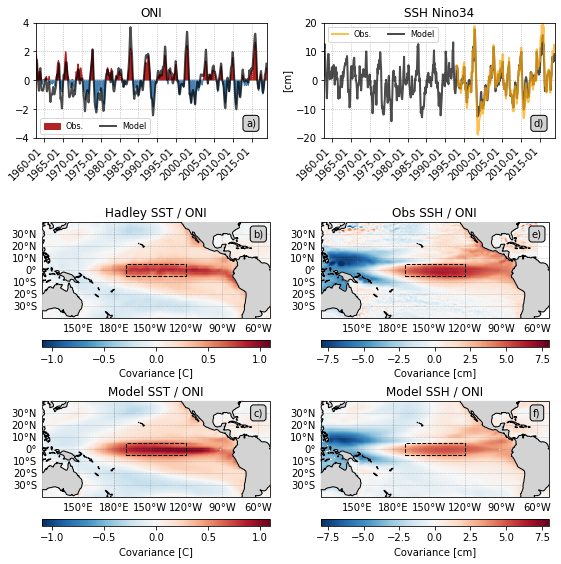 ONI
4
2
0
−2
−4
Obs.
Model
a)
1960-01
1965-01
1970-01
1975-01
1980-01
1985-01
1990-01
1995-01
2000-01
2005-01
2010-01
2015-01
SSH Nino34
[cm]
20
10
0
−10
−20
Obs.
Model
d)
1960-01
1965-01
1970-01
1975-01
1980-01
1985-01
1990-01
1995-01
2000-01
2005-01
2010-01
2015-01
Hadley SST / ONI
b)
30°N
20°N
10°N
0°
10°S
20°S
30°S
150°E 180°E 150°W 120°W 90°W 60°W
−1.0 −0.5 0.0 0.5 1.0
Covariance [C]
Obs SSH / ONI
e)
30°N
20°N
10°N
0°
10°S
20°S
30°S
150°E 180°E 150°W 120°W 90°W 60°W
−7.5 −5.0 −2.5 0.0 2.5 5.0 7.5
Covariance [cm]
Model SST / ONI
c)
30°N
20°N
10°N
0°
10°S
20°S
30°S
150°E 180°E 150°W 120°W 90°W 60°W
−1.0 −0.5 0.0 0.5 1.0
Covariance [C]
Model SSH / ONI
f)
30°N
20°N
10°N
0°
10°S
20°S
30°S
150°E 180°E 150°W 120°W 90°W 60°W
−7.5 −5.0 −2.5 0.0 2.5 5.0 7.5
Covariance [cm]